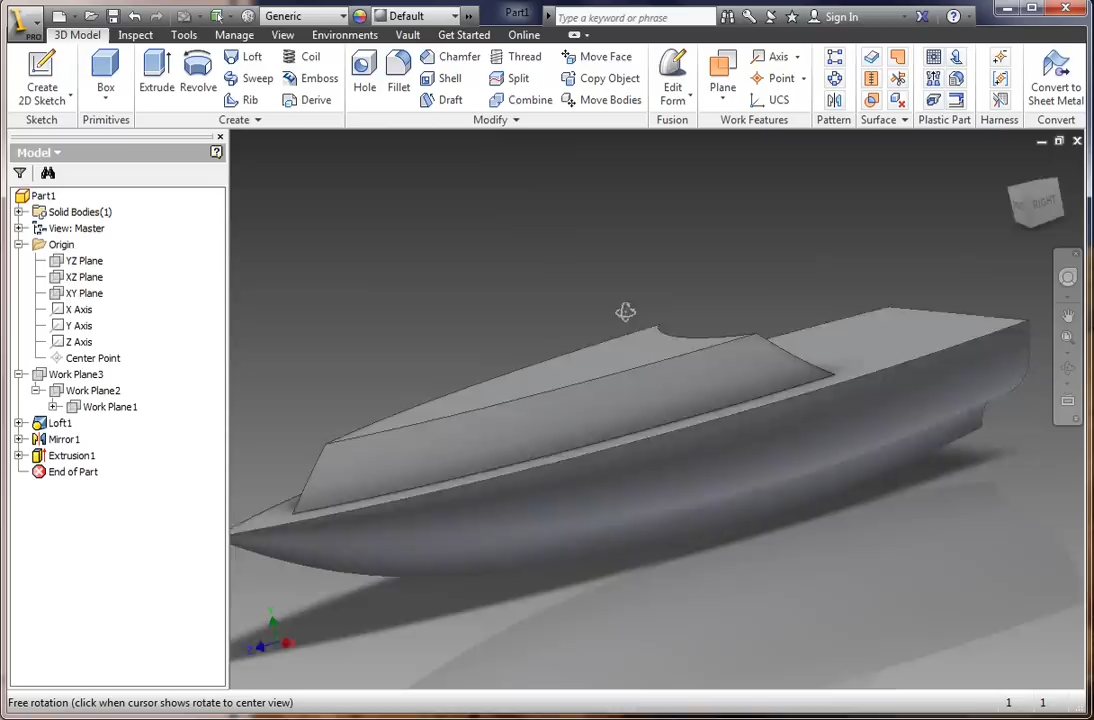 Generic Default Part1 Type a keyword or phrase Sign In
PRO
3D Model Inspect Tools Manage View Environments Vault Get Started Online
Create 2D Sketch
Box
Extrude Revolve
Loft Coil
Sweep Emboss
Rib Derive
Hole Fillet
Chamfer Thread Move Face
Shell Split Copy Object
Draft Combine Move Bodies
Edit Form
Plane
Axis
Point
UCS
Convert to Sheet Metal
Sketch Primitives Create Modify Fusion Work Features Pattern Surface Plastic Part Harness Convert
Model
Part1
Solid Bodies(1)
View: Master
Origin
YZ Plane
XZ Plane
XY Plane
X Axis
Y Axis
Z Axis
Center Point
Work Plane3
Work Plane2
Work Plane1
Loft1
Mirror1
Extrusion1
End of Part
RIGHT
Free rotation (click when cursor shows rotate to center view) 1 1